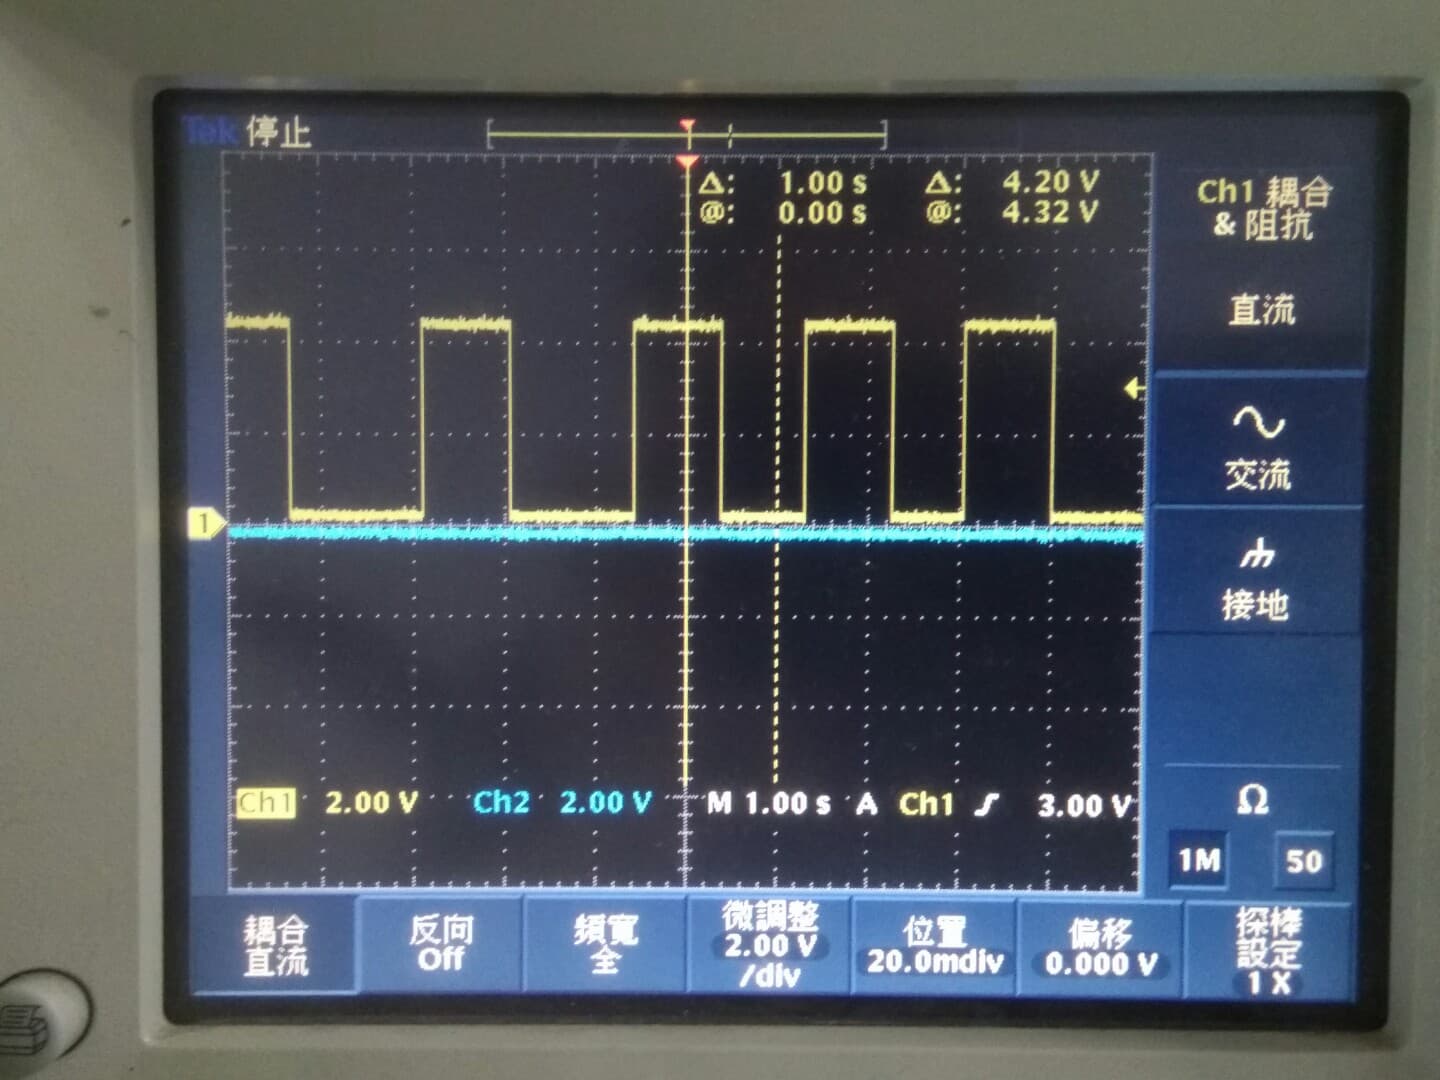 Tek 停止
Δ: 1.00 s Δ: 4.20 V
@: 0.00 s @: 4.32 V
Ch1 耦合
& 阻抗
直流
交流
接地
1
Ch1 2.00 V Ch2 2.00 V M 1.00 s A Ch1 3.00 V
Ω
1M 50
耦合
直流
反向
Off
頻寬
全
微調整
2.00 V
/div
位置
20.0mdiv
偏移
0.000 V
探棒
設定
1 X